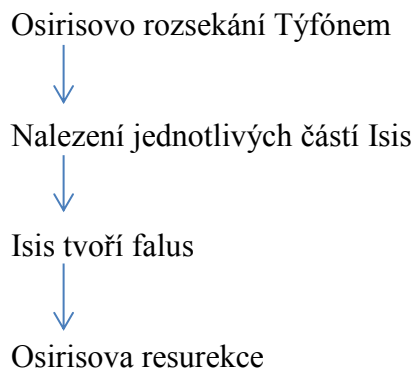 Osirisovo rozsekání Týfónem
Nalezení jednotlivých částí Isis
Isis tvoří falus
Osirisova resurekce